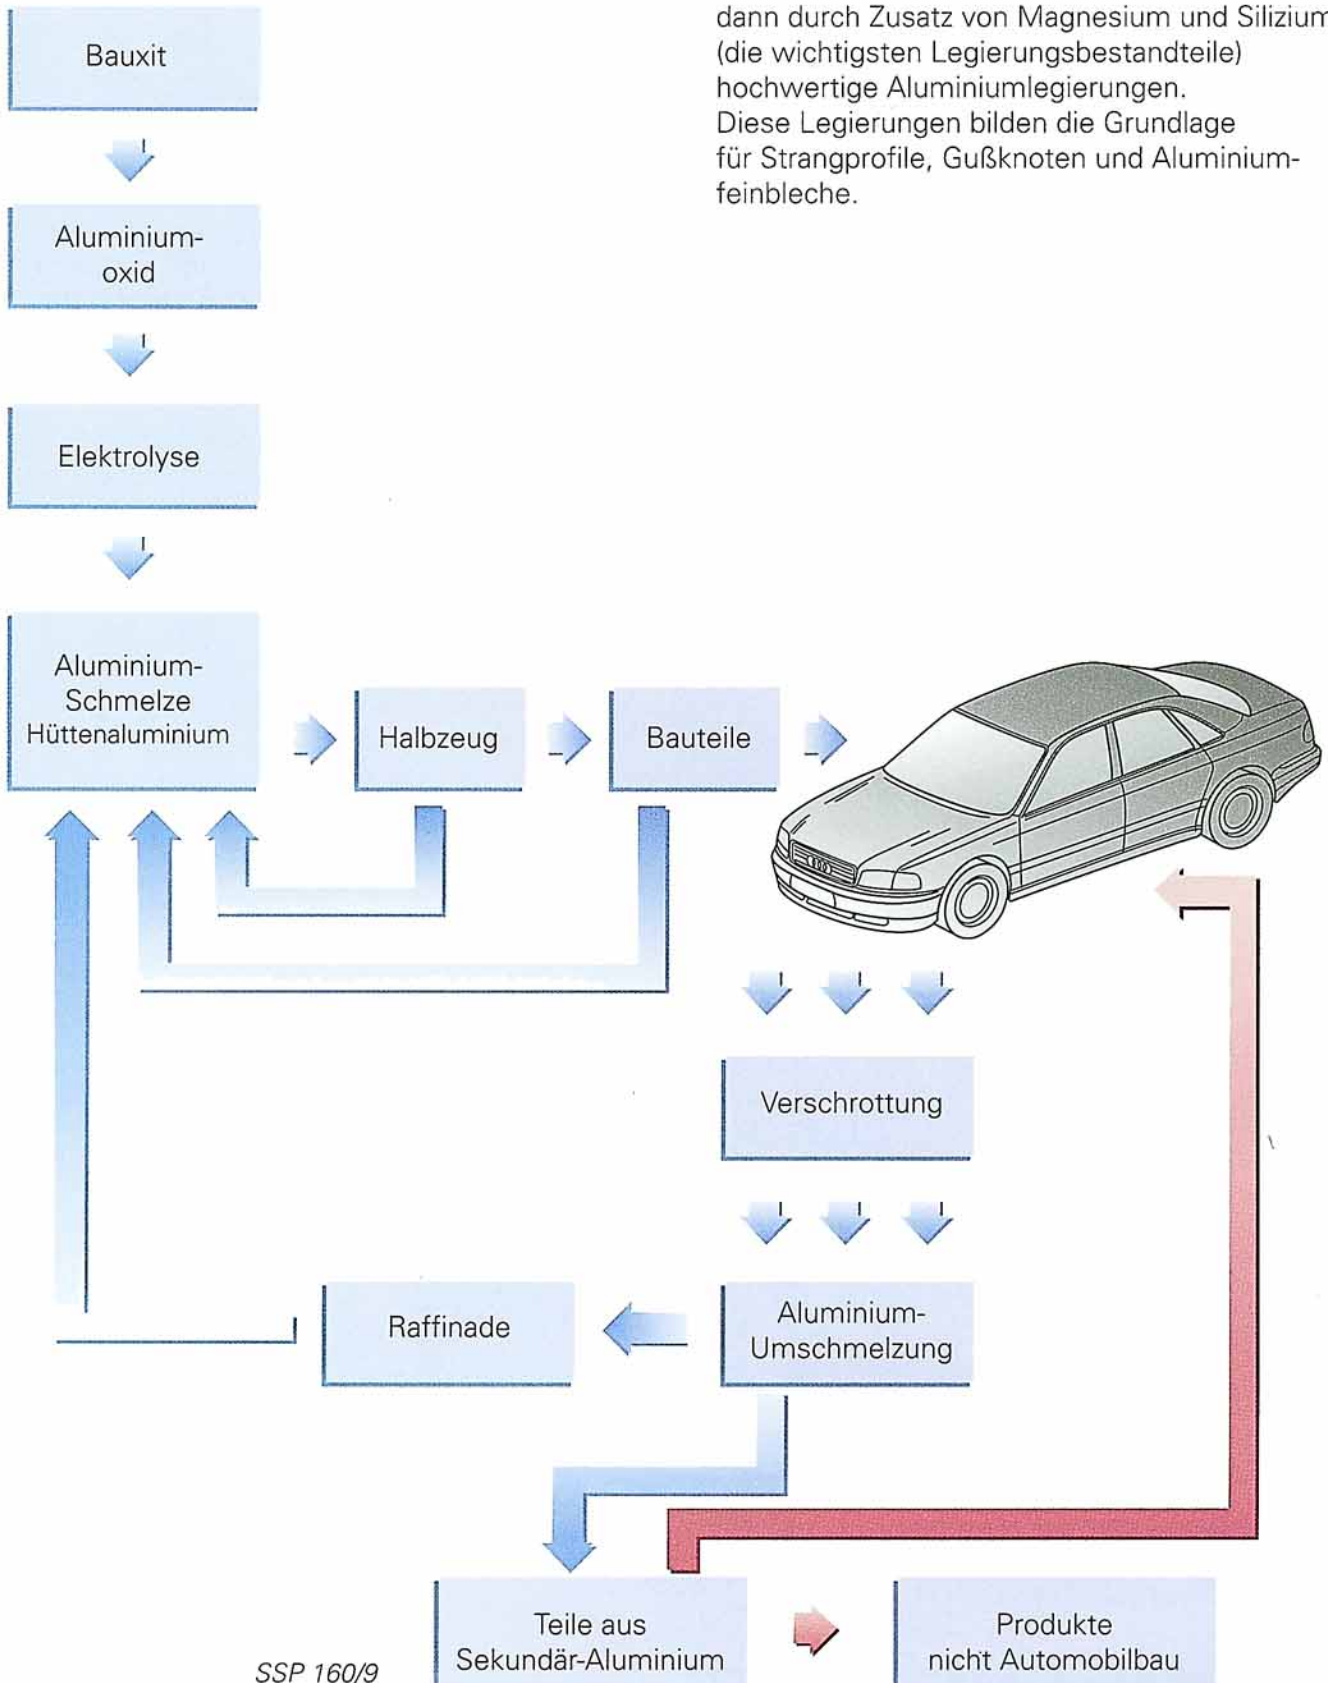 dann durch Zusatz von Magnesium und Silizium
(die wichtigsten Legierungsbestandteile)
hochwertige Aluminiumlegierungen.
Diese Legierungen bilden die Grundlage
für Strangprofile, Gußknoten und Aluminium-
feinbleche.
Bauxit
Aluminium-
oxid
Elektrolyse
Aluminium-
Schmelze
Hüttenaluminium
Halbzeug
Bauteile
Verschrottung
Aluminium-
Umschmelzung
Raffinade
Teile aus
Sekundär-Aluminium
Produkte
nicht Automobilbau
SSP 160/9